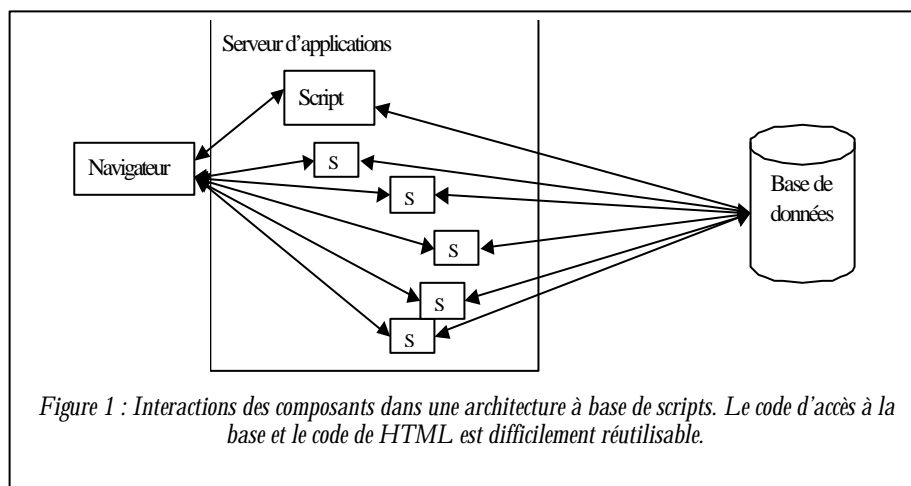 Serveur d'applications
Script
Navigateur
S
S
S
S
S
Base de
données
Figure 1 : Interactions des composants dans une architecture à base de scripts. Le code d'accès à la
base et le code de HTML est difficilement réutilisable.